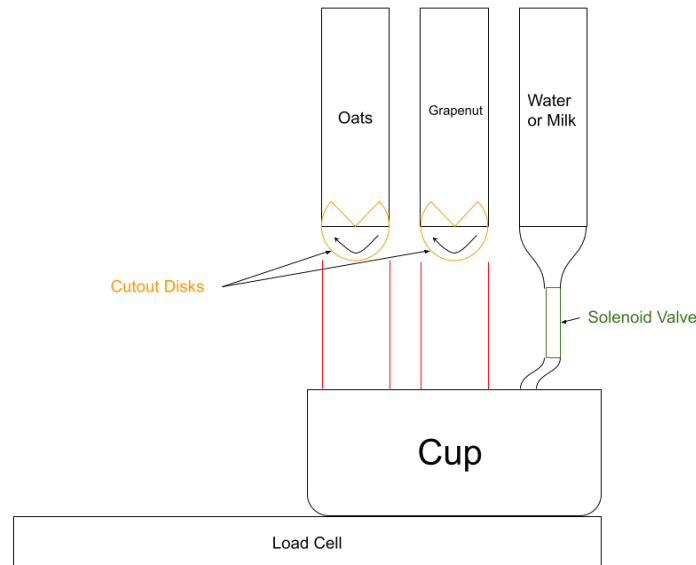 Oats
Grapenut
Water
or Milk
Cutout Disks
Solenoid Valve
Cup
Load Cell